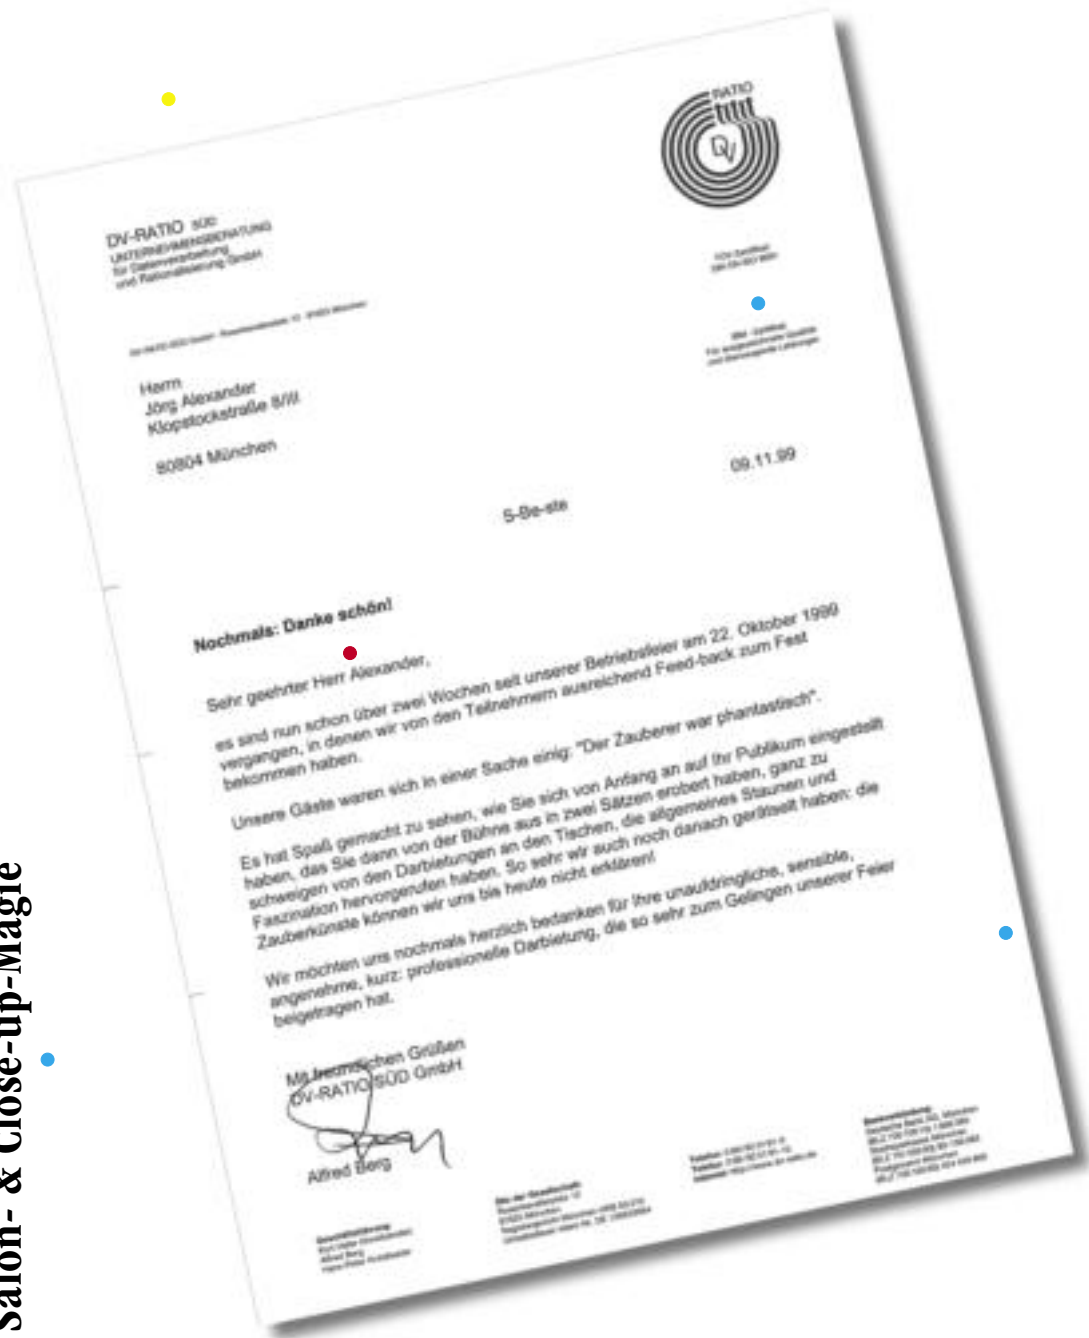 RATIO
DV
DV-RATIO SÜD
UNTERNEHMENSBERATUNG
für Datenverarbeitung
und Rationalisierung GmbH
Herrn
Jörg Alexander
Klopstockstraße 8/III
80804 München
09.11.99
S-Be-ste
Nochmals: Danke schön!
Sehr geehrter Herr Alexander,
es sind nun schon über zwei Wochen seit unserer Betriebsfeier am 22. Oktober 1999
vergangen, in denen wir von den Teilnehmern ausreichend Feed-back zum Fest
bekommen haben.
Unsere Gäste waren sich in einer Sache einig: "Der Zauberer war phantastisch".
Es hat Spaß gemacht zu sehen, wie Sie sich von Anfang an auf Ihr Publikum eingestellt
haben, das Sie dann von der Bühne aus in zwei Sätzen erobert haben, ganz zu
schweigen von den Darbietungen an den Tischen, die allgemeines Staunen und
Faszination hervorgerufen haben. So sehr wir auch noch danach gerätselt haben: die
Zauberkünste können wir uns bis heute nicht erklären!
Wir möchten uns nochmals herzlich bedanken für Ihre unaufdringliche, sensible,
angenehme, kurz: professionelle Darbietung, die so sehr zum Gelingen unserer Feier
beigetragen hat.
Mit freundlichen Grüßen
DV-RATIO SÜD GmbH
Alfred Berg
Salon- & Close-up-Magie